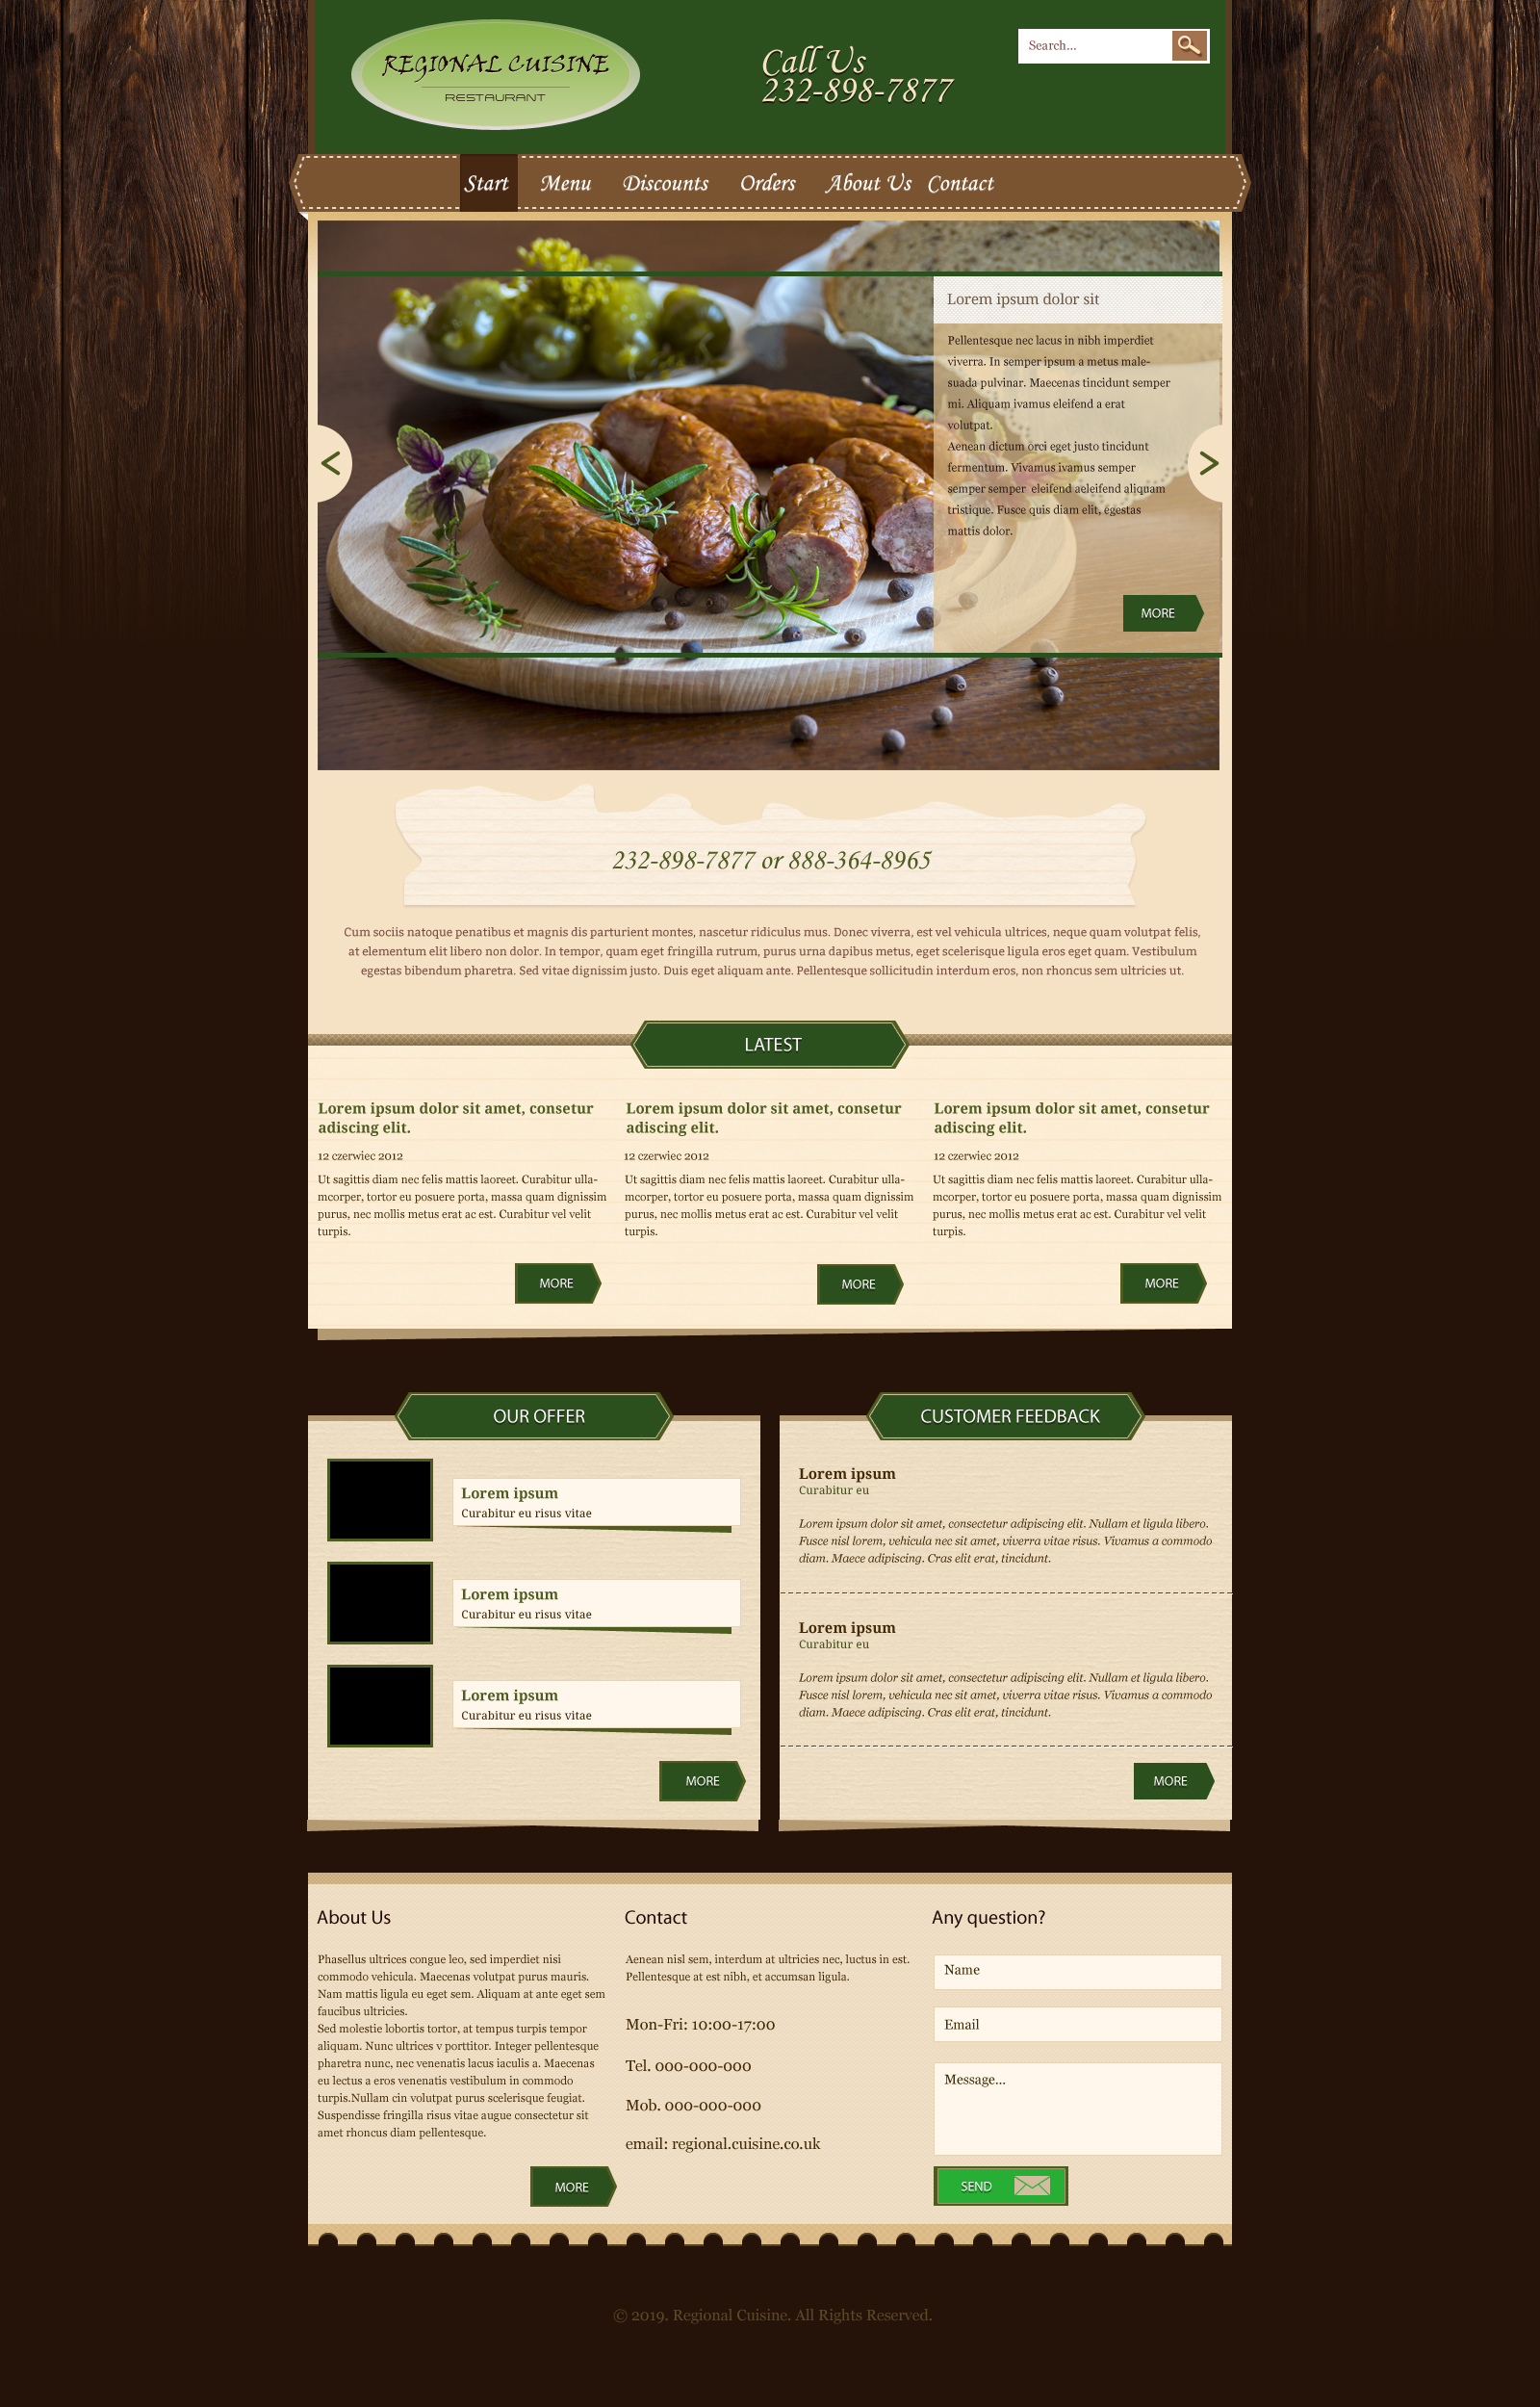 REGIONAL CUISINE
RESTAURANT
Call Us
232-898-7877
Search...
Start Menu Discounts Orders About Us Contact
Lorem ipsum dolor sit
Pellentesque nec lacus in nibh imperdiet
viverra. In semper ipsum a metus male-
suada pulvinar. Maecenas tincidunt semper
mi. Aliquam ivamus eleifend a erat
volutpat.
Aenean dictum orci eget justo tincidunt
fermentum. Vivamus ivamus semper
semper semper eleifend aeleifend aliquam
tristique. Fusce quis diam elit, egestas
mattis dolor.
MORE
232-898-7877 or 888-364-8965
Cum sociis natoque penatibus et magnis dis parturient montes, nascetur ridiculus mus. Donec viverra, est vel vehicula ultrices, neque quam volutpat felis,
at elementum elit libero non dolor. In tempor, quam eget fringilla rutrum, purus urna dapibus metus, eget scelerisque ligula eros eget quam. Vestibulum
egestas bibendum pharetra. Sed vitae dignissim justo. Duis eget aliquam ante. Pellentesque sollicitudin interdum eros, non rhoncus sem ultricies ut.
LATEST
Lorem ipsum dolor sit amet, consetur
adiscing elit.
12 czerwiec 2012
Ut sagittis diam nec felis mattis laoreet. Curabitur ulla-
mcorper, tortor eu posuere porta, massa quam dignissim
purus, nec mollis metus erat ac est. Curabitur vel velit
turpis.
MORE
Lorem ipsum dolor sit amet, consetur
adiscing elit.
12 czerwiec 2012
Ut sagittis diam nec felis mattis laoreet. Curabitur ulla-
mcorper, tortor eu posuere porta, massa quam dignissim
purus, nec mollis metus erat ac est. Curabitur vel velit
turpis.
MORE
Lorem ipsum dolor sit amet, consetur
adiscing elit.
12 czerwiec 2012
Ut sagittis diam nec felis mattis laoreet. Curabitur ulla-
mcorper, tortor eu posuere porta, massa quam dignissim
purus, nec mollis metus erat ac est. Curabitur vel velit
turpis.
MORE
OUR OFFER
Lorem ipsum
Curabitur eu risus vitae
Lorem ipsum
Curabitur eu risus vitae
Lorem ipsum
Curabitur eu risus vitae
MORE
CUSTOMER FEEDBACK
Lorem ipsum
Curabitur eu
Lorem ipsum dolor sit amet, consectetur adipiscing elit. Nullam et ligula libero.
Fusce nisl lorem, vehicula nec sit amet, viverra vitae risus. Vivamus a commodo
diam. Maece adipiscing. Cras elit erat, tincidunt.
Lorem ipsum
Curabitur eu
Lorem ipsum dolor sit amet, consectetur adipiscing elit. Nullam et ligula libero.
Fusce nisl lorem, vehicula nec sit amet, viverra vitae risus. Vivamus a commodo
diam. Maece adipiscing. Cras elit erat, tincidunt.
MORE
About Us
Phasellus ultrices congue leo, sed imperdiet nisi
commodo vehicula. Maecenas volutpat purus mauris.
Nam mattis ligula eu eget sem. Aliquam at ante eget sem
faucibus ultricies.
Sed molestie lobortis tortor, at tempus turpis tempor
aliquam. Nunc ultrices v porttitor. Integer pellentesque
pharetra nunc, nec venenatis lacus iaculis a. Maecenas
eu lectus a eros venenatis vestibulum in commodo
turpis.Nullam cin volutpat purus scelerisque feugiat.
Suspendisse fringilla risus vitae augue consectetur sit
amet rhoncus diam pellentesque.
MORE
Contact
Aenean nisl sem, interdum at ultricies nec, luctus in est.
Pellentesque at est nibh, et accumsan ligula.
Mon-Fri: 10:00-17:00
Tel. 000-000-000
Mob. 000-000-000
email: regional.cuisine.co.uk
Any question?
Name
Email
Message...
SEND
© 2019. Regional Cuisine. All Rights Reserved.